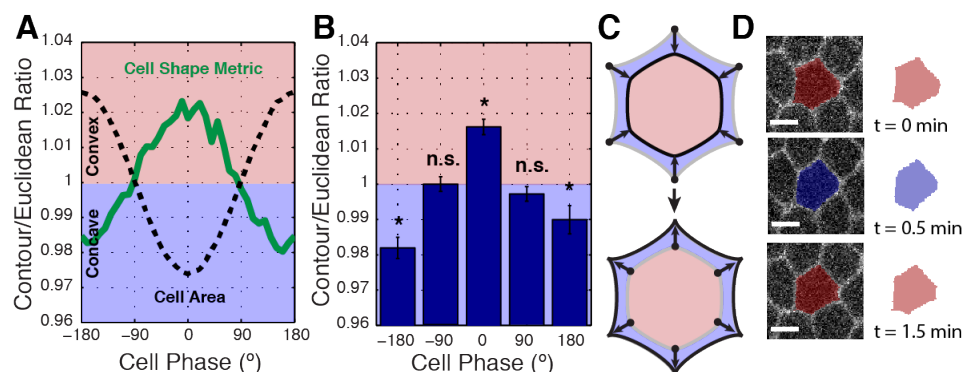 A
Contour/Euclidean Ratio
1.04
1.03
1.02
1.01
1
0.99
0.98
0.97
0.96
Convex
Concave
Cell Shape Metric
Cell Area
−180 −90 0 90 180
Cell Phase (º)
B
Contour/Euclidean Ratio
1.04
1.03
1.02
1.01
1
0.99
0.98
0.97
0.96
* n.s. * n.s. *
−180 −90 0 90 180
Cell Phase (º)
C
D
t = 0 min
t = 0.5 min
t = 1.5 min